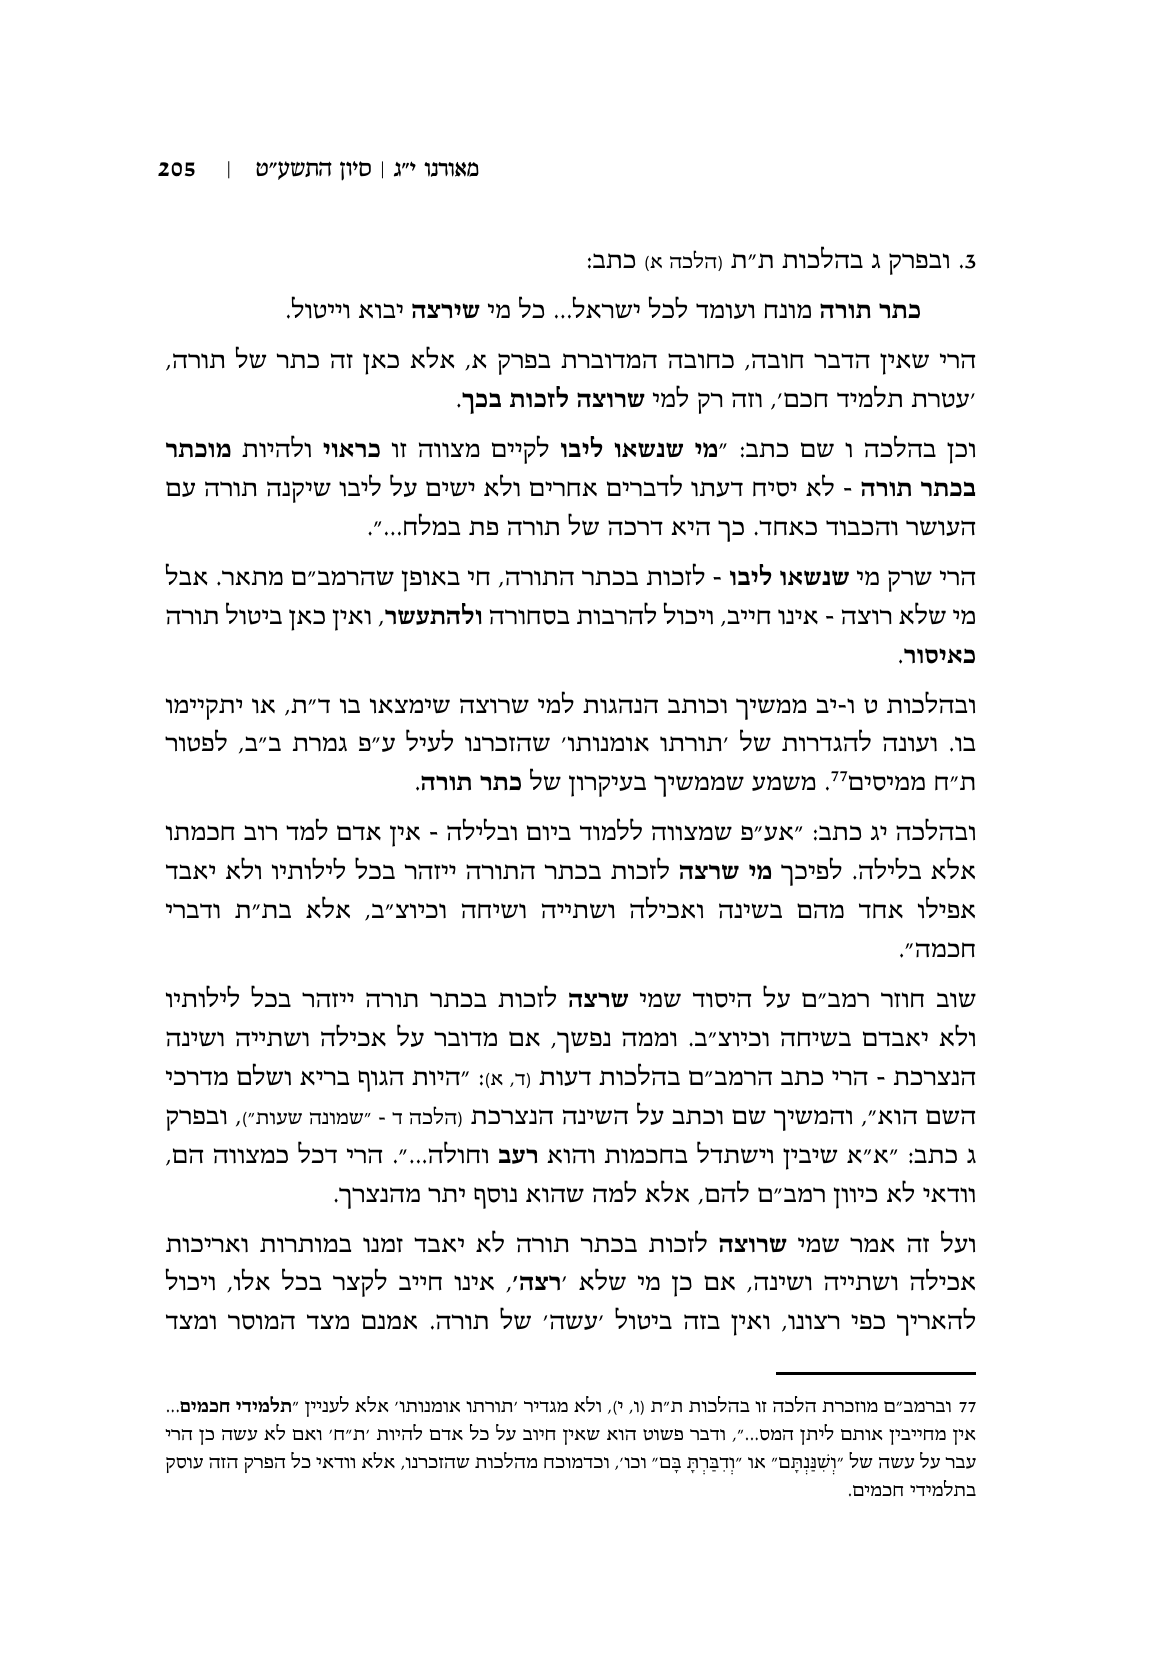 מאורנו י״ג | סיון התשע״ט | 205
3. ובפרק ג בהלכות ת״ת (הלכה א) כתב:
כתר תורה מונח ועומד לכל ישראל... כל מי שירצה יבוא וייטול.
הרי שאין הדבר חובה, כחובה המדוברת בפרק א, אלא כאן זה כתר של תורה,
׳עטרת תלמיד חכם׳, וזה רק למי שרוצה לזכות בכך.
וכן בהלכה ו שם כתב: ״מי שנשאו ליבו לקיים מצווה זו כראוי ולהיות מוכתר
בכתר תורה - לא יסיח דעתו לדברים אחרים ולא ישים על ליבו שיקנה תורה עם
העושר והכבוד כאחד. כך היא דרכה של תורה פת במלח...״.
הרי שרק מי שנשאו ליבו - לזכות בכתר התורה, חי באופן שהרמב״ם מתאר. אבל
מי שלא רוצה - אינו חייב, ויכול להרבות בסחורה ולהתעשר, ואין כאן ביטול תורה
כאיסור.
ובהלכות ט ו-יב ממשיך וכותב הנהגות למי שרוצה שימצאו בו ד״ת, או יתקיימו
בו. ועונה להגדרות של ׳תורתו אומנותו׳ שהזכרנו לעיל ע״פ גמרת ב״ב, לפטור
ת״ח ממיסים77. משמע שממשיך בעיקרון של כתר תורה.
ובהלכה יג כתב: ״אע״פ שמצווה ללמוד ביום ובלילה - אין אדם למד רוב חכמתו
אלא בלילה. לפיכך מי שרצה לזכות בכתר התורה ייזהר בכל לילותיו ולא יאבד
אפילו אחד מהם בשינה ואכילה ושתייה ושיחה וכיוצ״ב, אלא בת״ת ודברי
חכמה״.
שוב חוזר רמב״ם על היסוד שמי שרצה לזכות בכתר תורה ייזהר בכל לילותיו
ולא יאבדם בשיחה וכיוצ״ב. וממה נפשך, אם מדובר על אכילה ושתייה ושינה
הנצרכת - הרי כתב הרמב״ם בהלכות דעות (ד, א): ״היות הגוף בריא ושלם מדרכי
השם הוא״, והמשיך שם וכתב על השינה הנצרכת (הלכה ד - ״שמונה שעות״), ובפרק
ג כתב: ״א״א שיבין וישתדל בחכמות והוא רעב וחולה...״. הרי דכל כמצווה הם,
וודאי לא כיוון רמב״ם להם, אלא למה שהוא נוסף יתר מהנצרך.
ועל זה אמר שמי שרוצה לזכות בכתר תורה לא יאבד זמנו במותרות ואריכות
אכילה ושתייה ושינה, אם כן מי שלא ׳רצה׳, אינו חייב לקצר בכל אלו, ויכול
להאריך כפי רצונו, ואין בזה ביטול ׳עשה׳ של תורה. אמנם מצד המוסר ומצד
77 וברמב״ם מוזכרת הלכה זו בהלכות ת״ת (ו, י), ולא מגדיר ׳תורתו אומנותו׳ אלא לעניין ״תלמידי חכמים...
אין מחייבין אותם ליתן המס...״, ודבר פשוט הוא שאין חיוב על כל אדם להיות ׳ת״ח׳ ואם לא עשה כן הרי
עבר על עשה של ״וְשִׁנַּנְתָּם״ או ״וְדִבַּרְתָּ בָּם״ וכו׳, וכדמוכח מהלכות שהזכרנו, אלא וודאי כל הפרק הזה עוסק
בתלמידי חכמים.